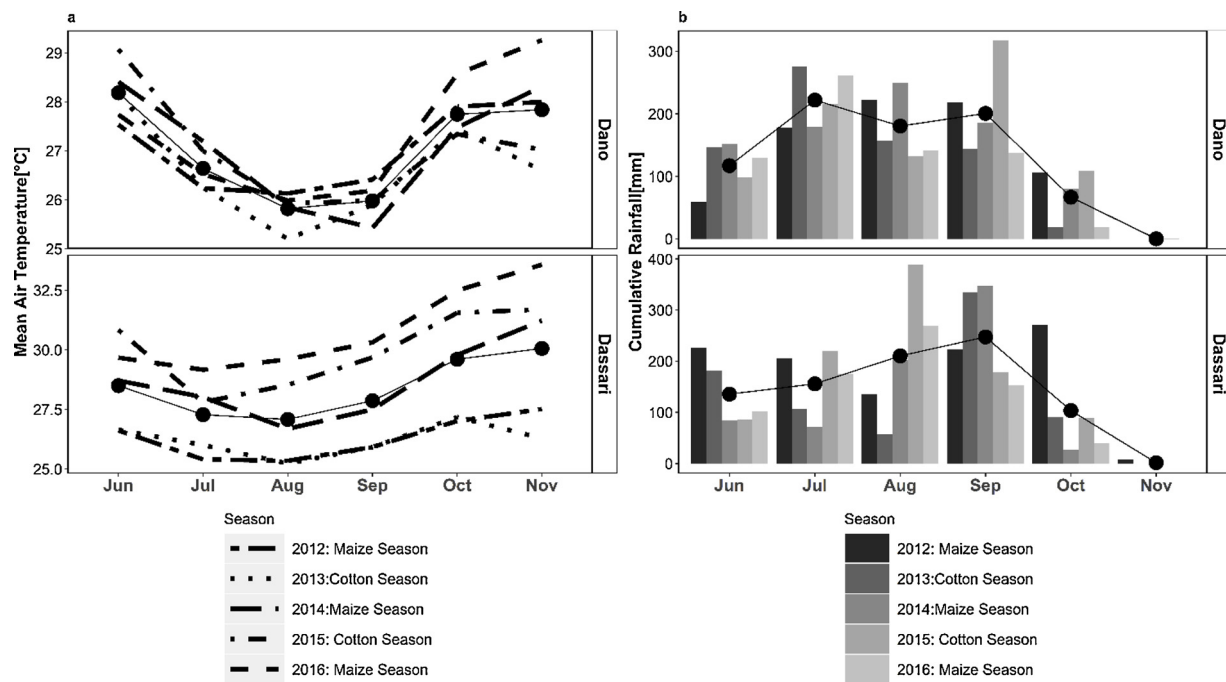 a
29
28
27
26
25
Dano
32.5
30.0
27.5
25.0
Dassari
Mean Air Temperature[°C]
Jun Jul Aug Sep Oct Nov
Season
2012: Maize Season
2013:Cotton Season
2014:Maize Season
2015: Cotton Season
2016: Maize Season
b
300
200
100
0
Dano
400
300
200
100
0
Dassari
Cumulative Rainfall[mm]
Jun Jul Aug Sep Oct Nov
Season
2012: Maize Season
2013:Cotton Season
2014:Maize Season
2015: Cotton Season
2016: Maize Season